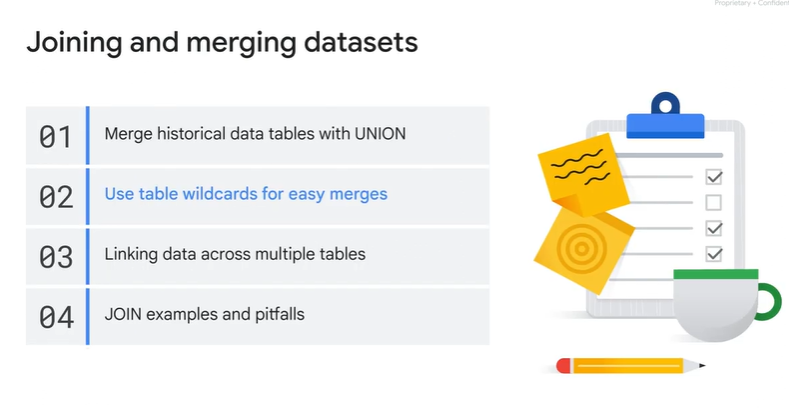 Proprietary + Confident
Joining and merging datasets
01 Merge historical data tables with UNION
02 Use table wildcards for easy merges
03 Linking data across multiple tables
04 JOIN examples and pitfalls